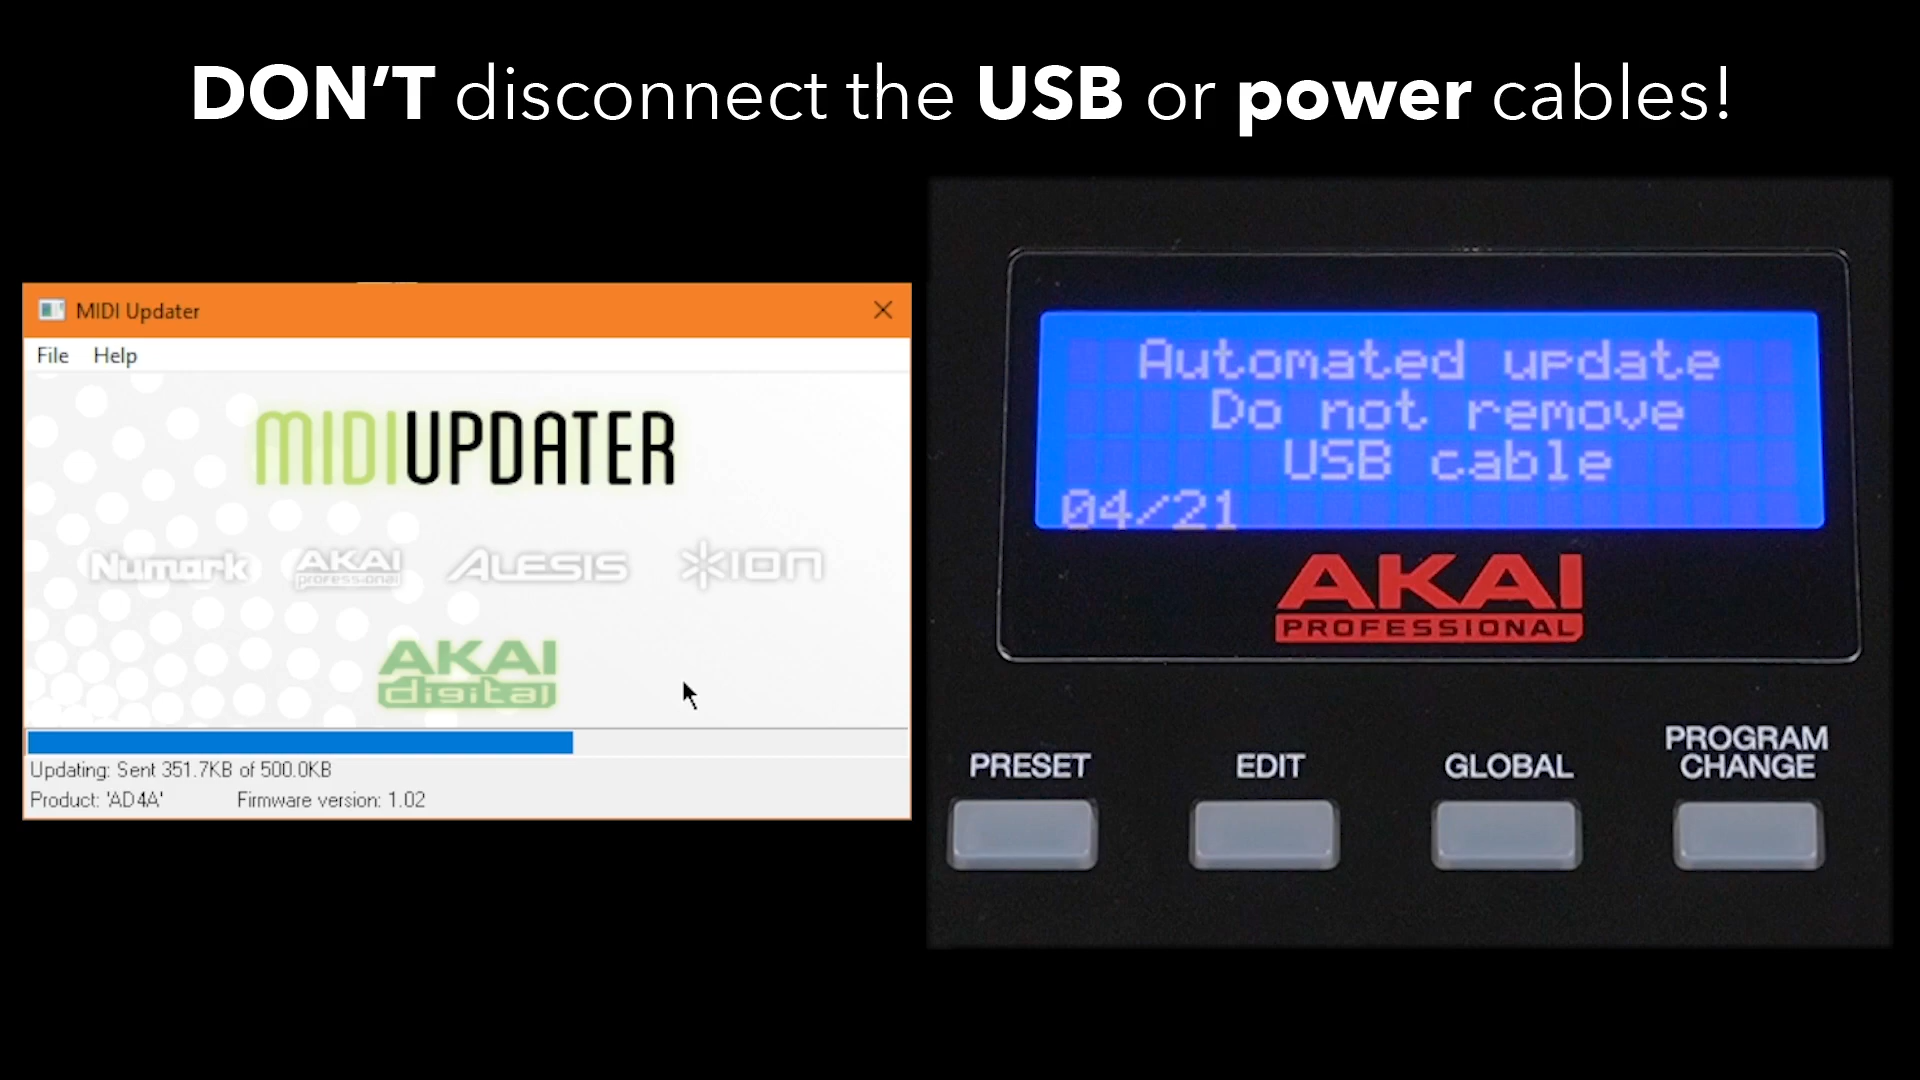 DON'T disconnect the USB or power cables!
MIDI Updater
File Help
MIDIUPDATER
Numark AKAI professional ALESIS ION
AKAI
digital
Updating: Sent 351.7KB of 500.0KB
Product: 'AD4A' Firmware version: 1.02
Automated update
Do not remove
USB cable
04/21
AKAI
PROFESSIONAL
PRESET EDIT GLOBAL PROGRAM CHANGE